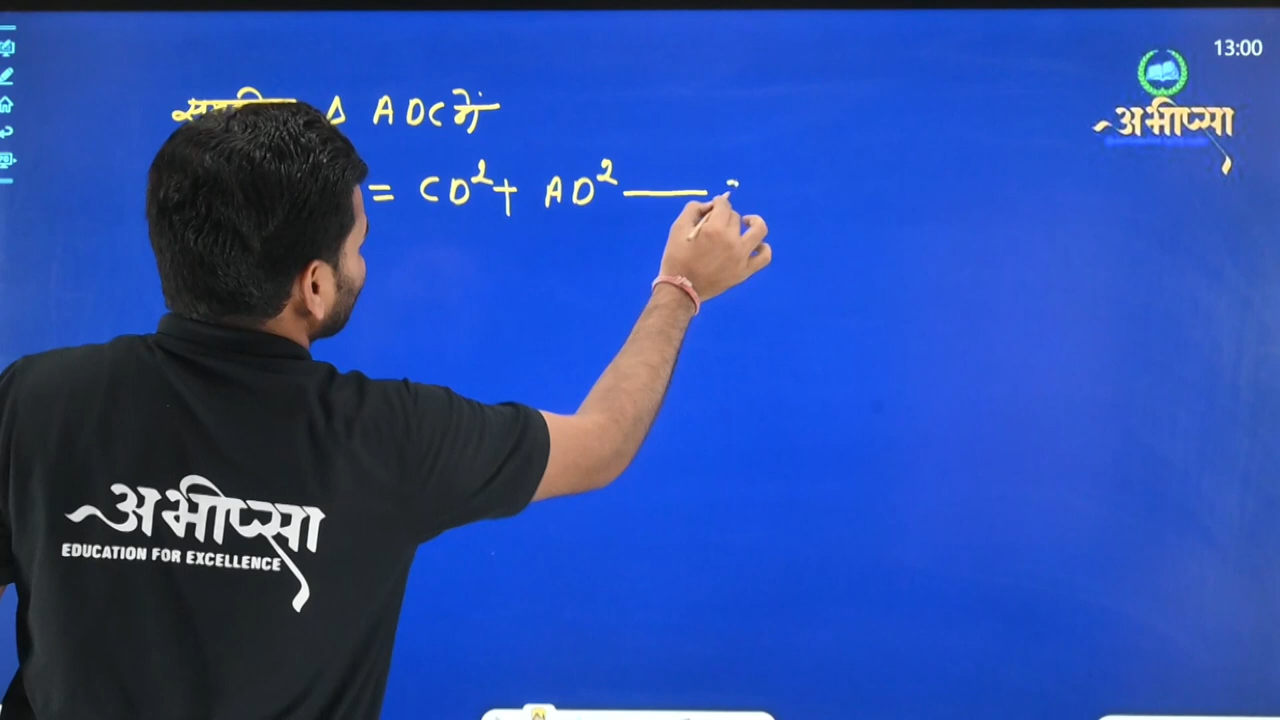 13:00
अभीप्सा
Δ ADC में
= CD²+ AD² ——
अभीप्सा
EDUCATION FOR EXCELLENCE